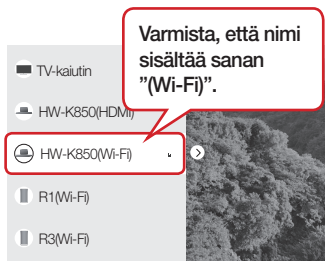 Varmista, että nimi
sisältää sanan
”(Wi-Fi)”.
TV-kaiutin
HW-K850(HDMI)
HW-K850(Wi-Fi)
R1(Wi-Fi)
R3(Wi-Fi)